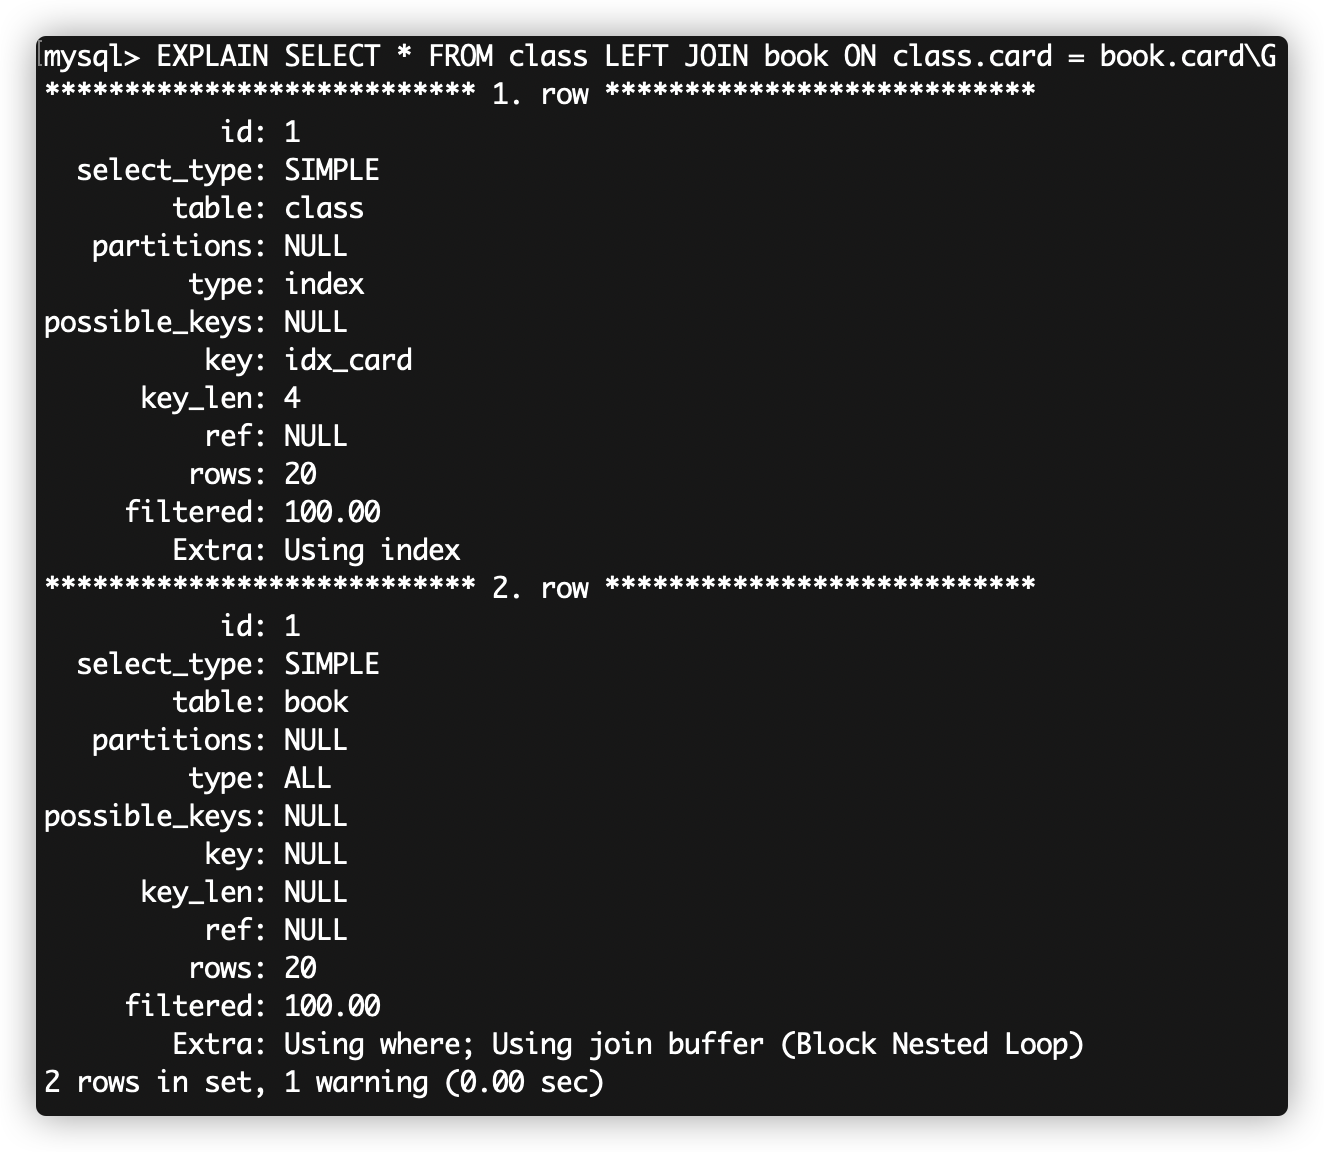 mysql> EXPLAIN SELECT * FROM class LEFT JOIN book ON class.card = book.card\G
*************************** 1. row ***************************
id: 1
select_type: SIMPLE
table: class
partitions: NULL
type: index
possible_keys: NULL
key: idx_card
key_len: 4
ref: NULL
rows: 20
filtered: 100.00
Extra: Using index
*************************** 2. row ***************************
id: 1
select_type: SIMPLE
table: book
partitions: NULL
type: ALL
possible_keys: NULL
key: NULL
key_len: NULL
ref: NULL
rows: 20
filtered: 100.00
Extra: Using where; Using join buffer (Block Nested Loop)
2 rows in set, 1 warning (0.00 sec)